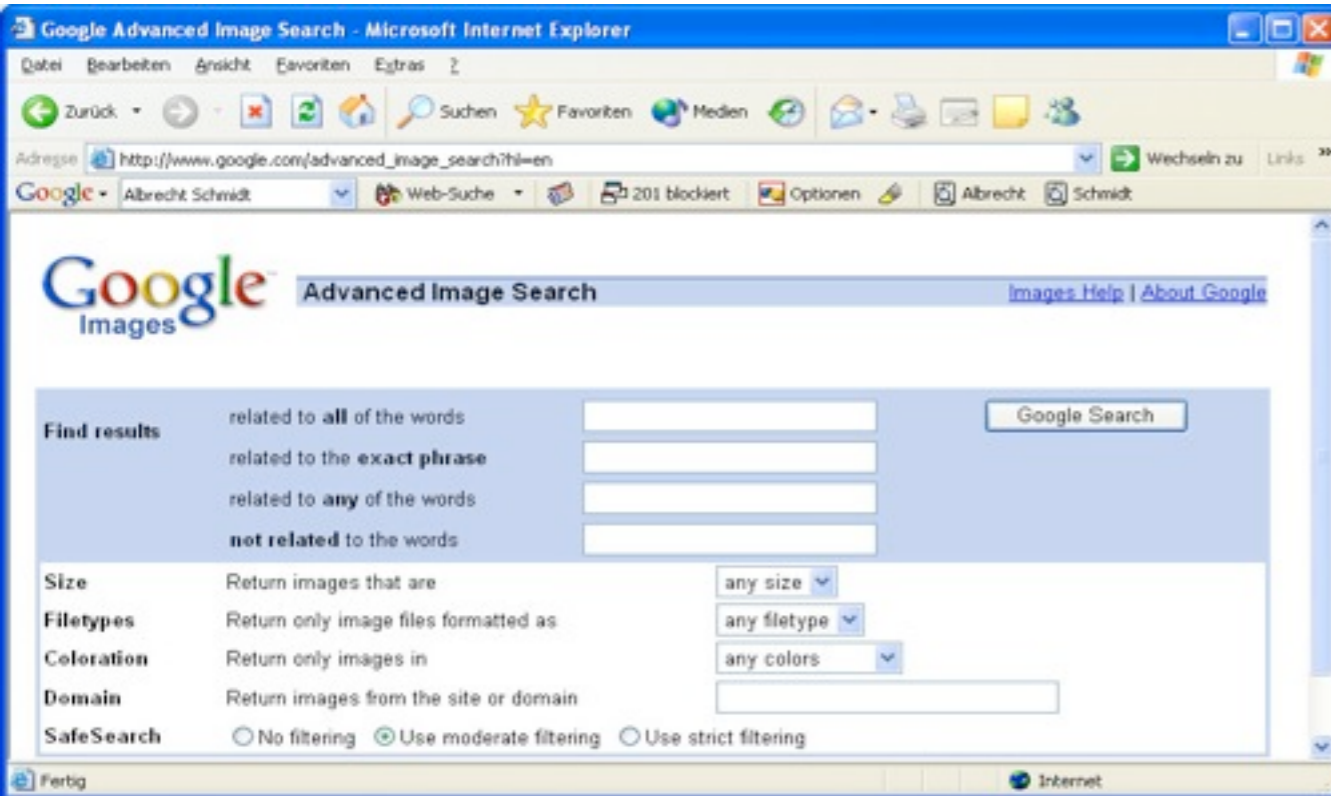 Google Advanced Image Search - Microsoft Internet Explorer
Datei Bearbeiten Ansicht Favoriten Extras ?
Zurück Suchen Favoriten Medien
Adresse http://www.google.com/advanced_image_search?hl=en Wechseln zu Links »
Google Albrecht Schmidt Web-Suche 201 blockiert Optionen Albrecht Schmidt
Google™ Advanced Image Search Images Help | About Google
Images
Find results related to all of the words Google Search
related to the exact phrase
related to any of the words
not related to the words
Size Return images that are any size
Filetypes Return only image files formatted as any filetype
Coloration Return only images in any colors
Domain Return images from the site or domain
SafeSearch No filtering Use moderate filtering Use strict filtering
Fertig Internet